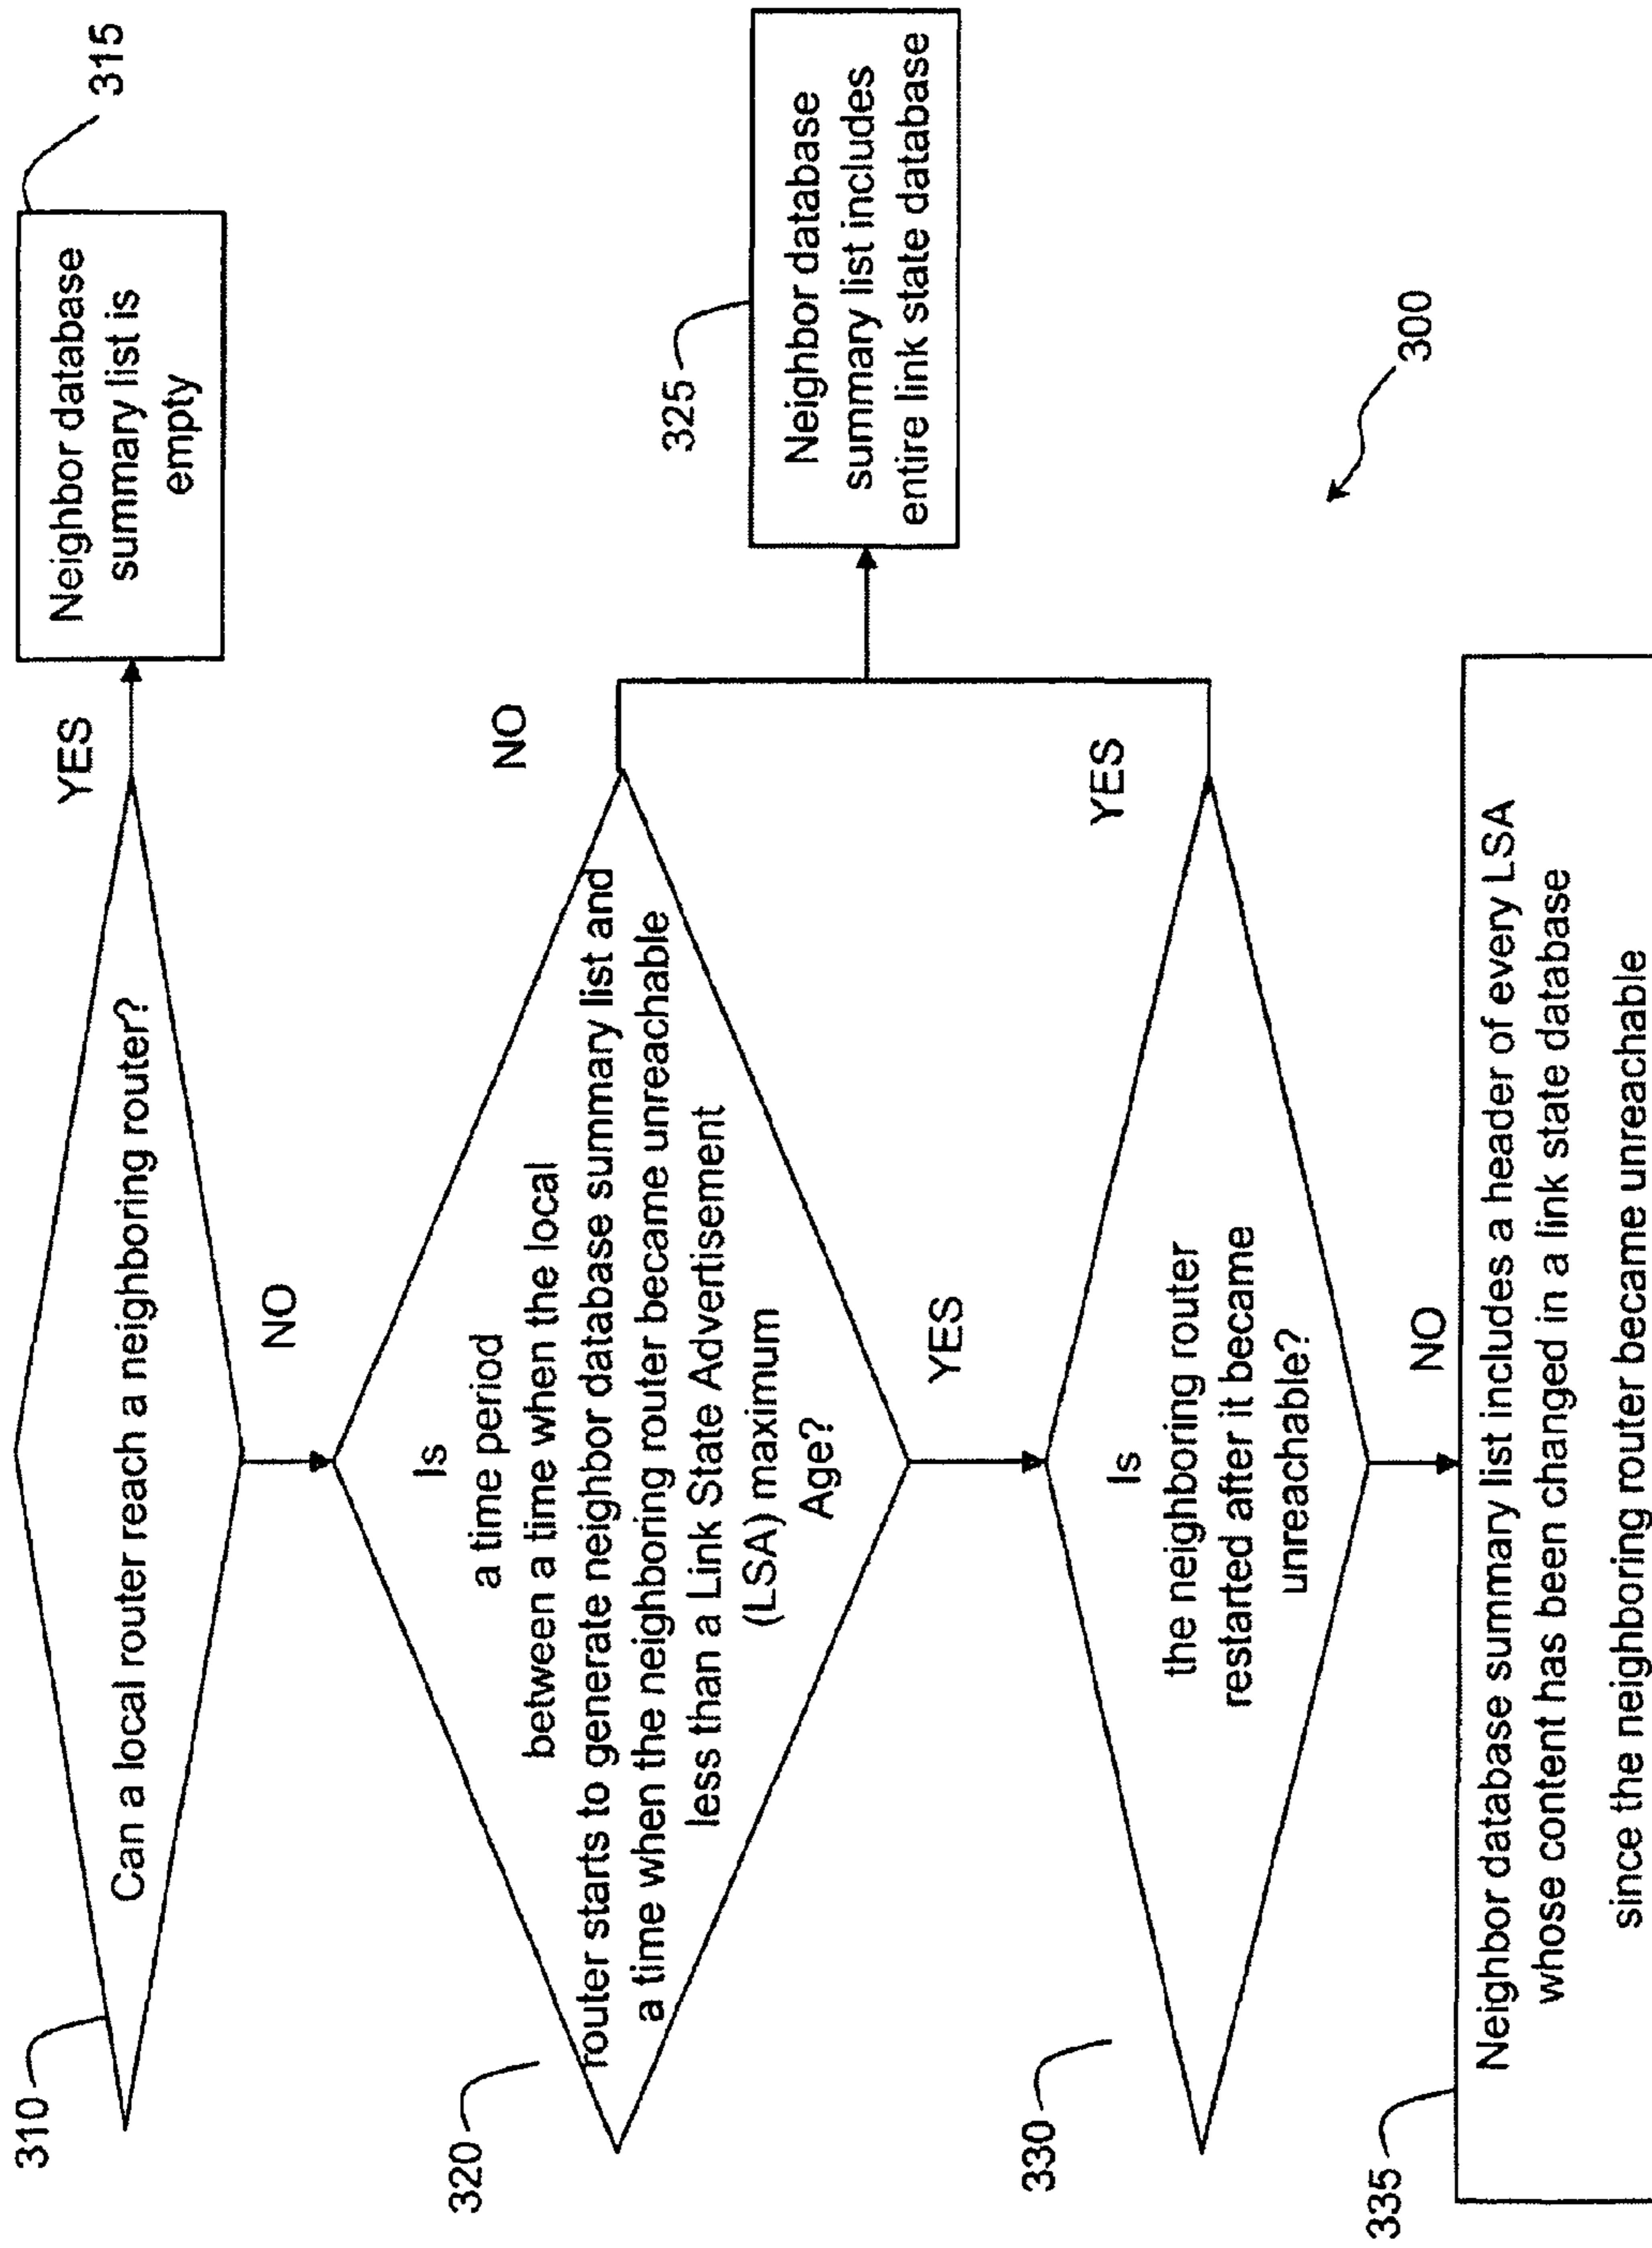 310
Can a local router reach a neighboring router?
YES
315
Neighbor database
summary list is
empty
NO
320
Is
a time period
between a time when the local
router starts to generate neighbor database summary list and
a time when the neighboring router became unreachable
less than a Link State Advertisement
(LSA) maximum
Age?
NO
325
Neighbor database
summary list includes
entire link state database
YES
330
Is
the neighboring router
restarted after it became
unreachable?
YES
300
NO
335
Neighbor database summary list includes a header of every LSA
whose content has been changed in a link state database
since the neighboring router became unreachable